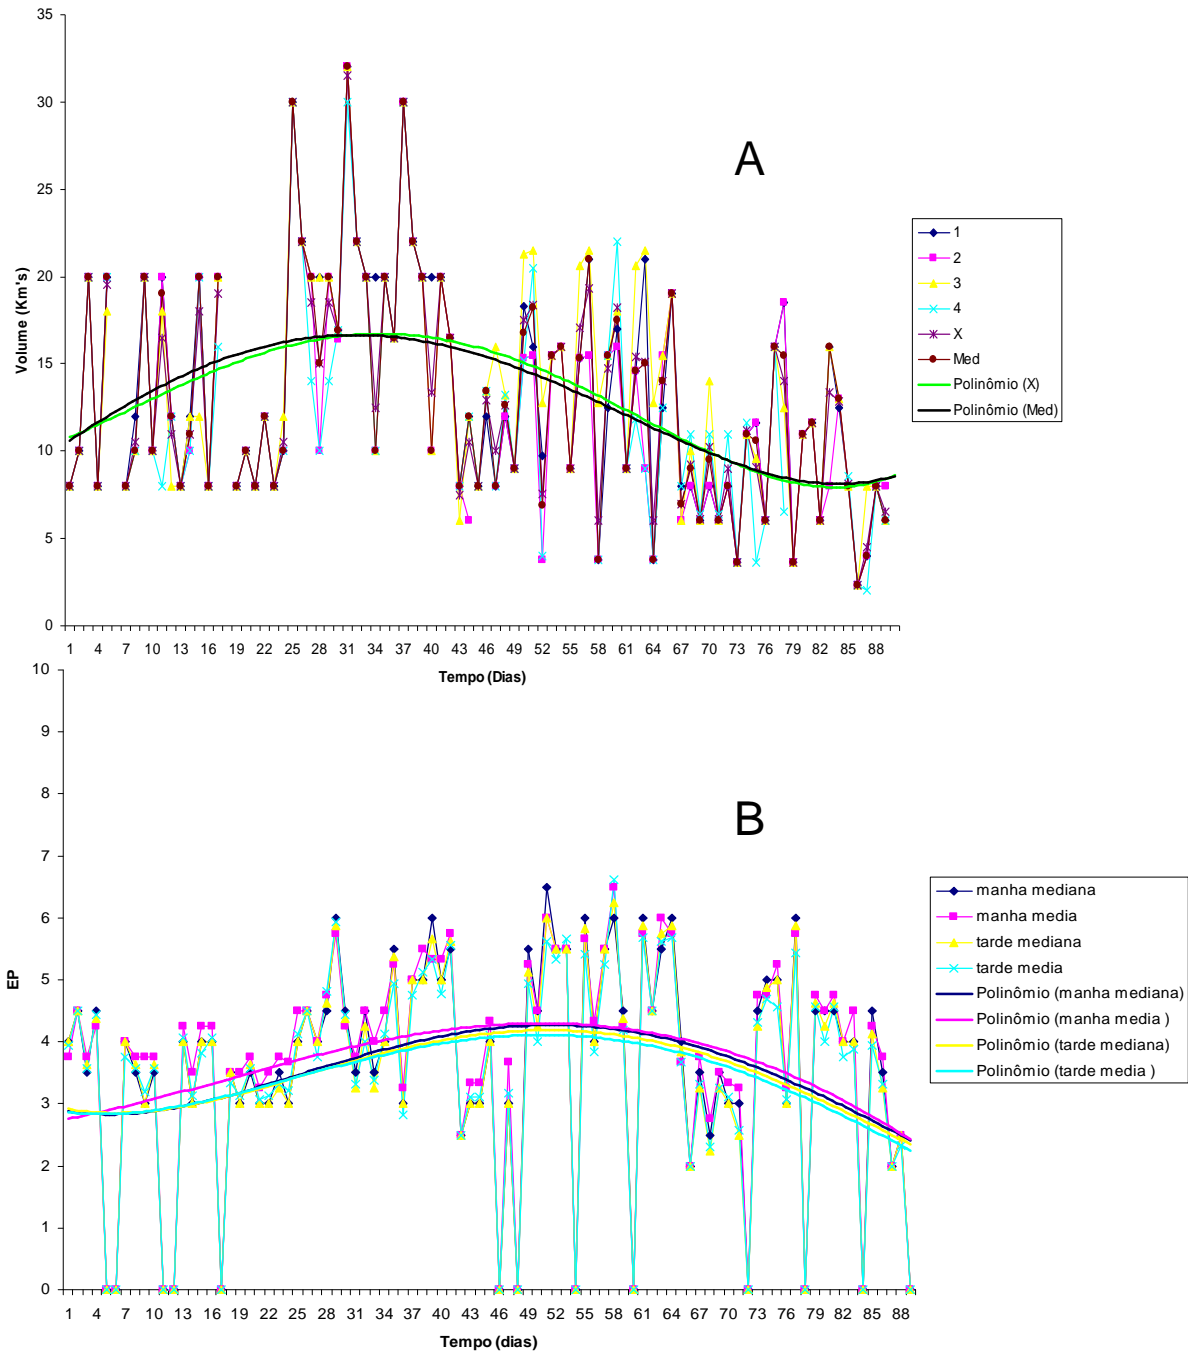 35
30
25
20
15
10
5
0
Volume (Km's)
A
1
2
3
4
X
Med
Polinômio (X)
Polinômio (Med)
1 4 7 10 13 16 19 22 25 28 31 34 37 40 43 46 49 52 55 58 61 64 67 70 73 76 79 82 85 88
Tempo (Dias)
10
9
8
7
6
5
4
3
2
1
0
EP
B
manha mediana
manha media
tarde mediana
tarde media
Polinômio (manha mediana)
Polinômio (manha media )
Polinômio (tarde mediana)
Polinômio (tarde media )
1 4 7 10 13 16 19 22 25 28 31 34 37 40 43 46 49 52 55 58 61 64 67 70 73 76 79 82 85 88
Tempo (dias)